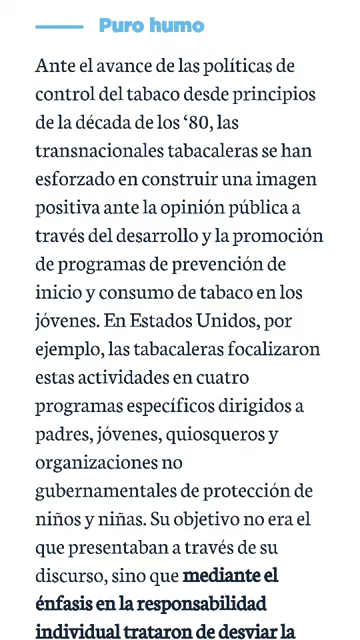 Puro humo
Ante el avance de las políticas de
control del tabaco desde principios
de la década de los ‘80, las
transnacionales tabacaleras se han
esforzado en construir una imagen
positiva ante la opinión pública a
través del desarrollo y la promoción
de programas de prevención de
inicio y consumo de tabaco en los
jóvenes. En Estados Unidos, por
ejemplo, las tabacaleras focalizaron
estas actividades en cuatro
programas específicos dirigidos a
padres, jóvenes, quiosqueros y
organizaciones no
gubernamentales de protección de
niños y niñas. Su objetivo no era el
que presentaban a través de su
discurso, sino que mediante el
énfasis en la responsabilidad
individual trataron de desviar la